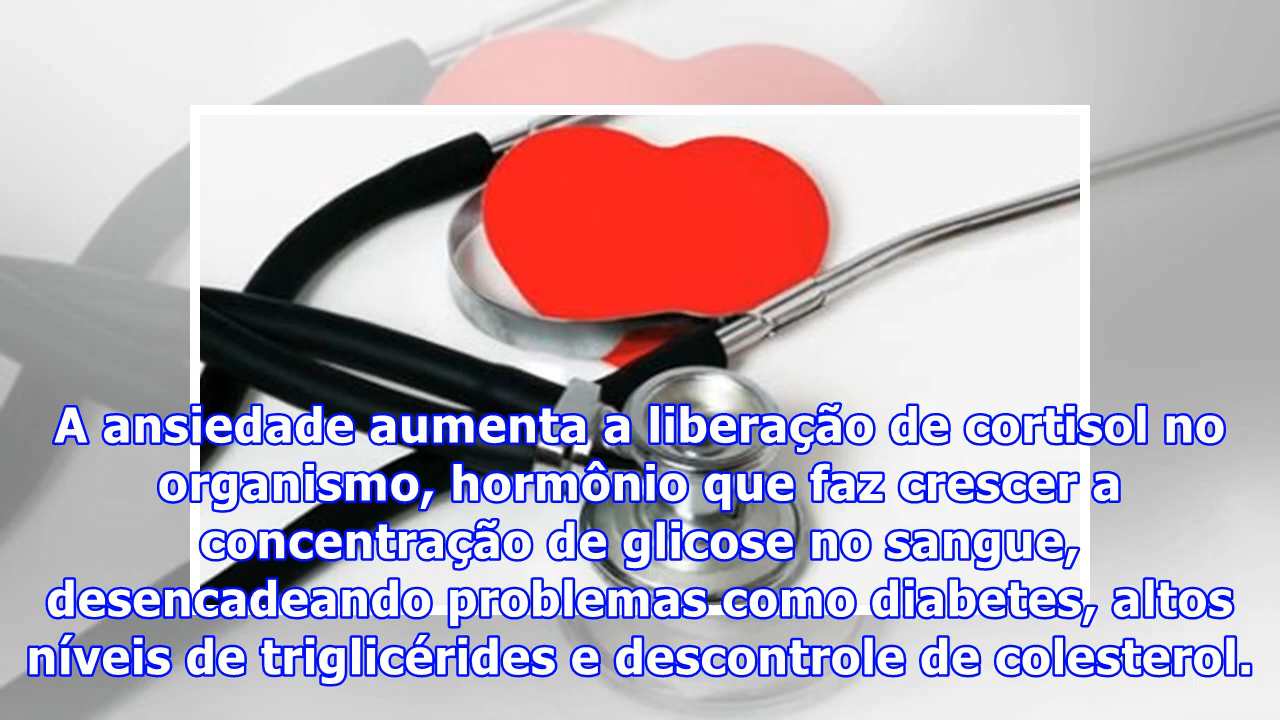 A ansiedade aumenta a liberação de cortisol no
organismo, hormônio que faz crescer a
concentração de glicose no sangue,
desencadeando problemas como diabetes, altos
níveis de triglicérides e descontrole de colesterol.